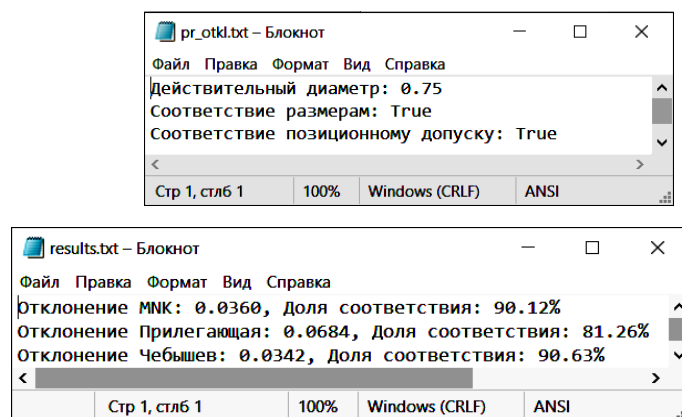 pr_otkl.txt – Блокнот
Файл Правка Формат Вид Справка
Действительный диаметр: 0.75
Соответствие размерам: True
Соответствие позиционному допуску: True
Стр 1, стлб 1 100% Windows (CRLF) ANSI
results.txt – Блокнот
Файл Правка Формат Вид Справка
Отклонение MNK: 0.0360, Доля соответствия: 90.12%
Отклонение Прилегающая: 0.0684, Доля соответствия: 81.26%
Отклонение Чебышев: 0.0342, Доля соответствия: 90.63%
Стр 1, стлб 1 100% Windows (CRLF) ANSI